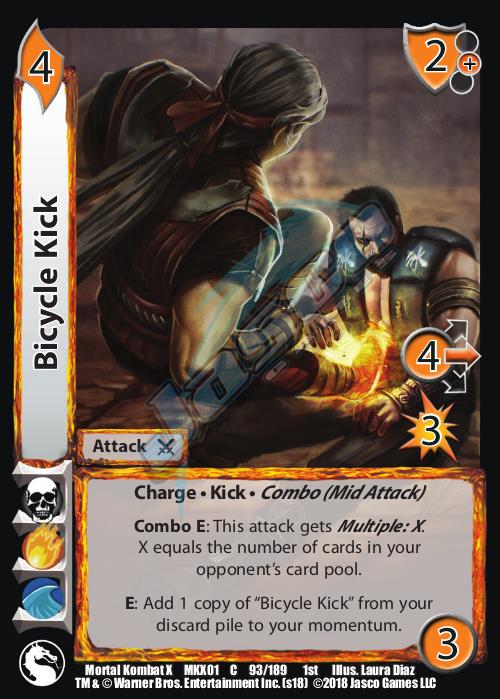 4
2
+
Bicycle Kick
4
3
Attack
Charge • Kick • Combo (Mid Attack)
Combo E: This attack gets Multiple: X.
X equals the number of cards in your
opponent's card pool.
E: Add 1 copy of "Bicycle Kick" from your
discard pile to your momentum.
3
Mortal Kombat X MKX01 C 93/189 1st Illus. Laura Diaz
TM & © Warner Bros. Entertainment Inc. (s18) ©2018 Jasco Games LLC